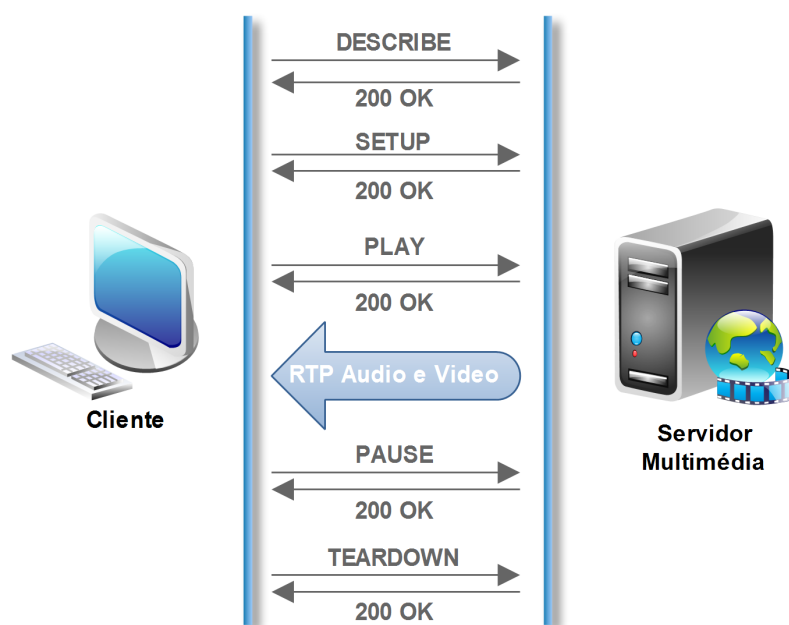 DESCRIBE
200 OK
SETUP
200 OK
PLAY
200 OK
RTP Audio e Video
Cliente
Servidor
Multimédia
PAUSE
200 OK
TEARDOWN
200 OK